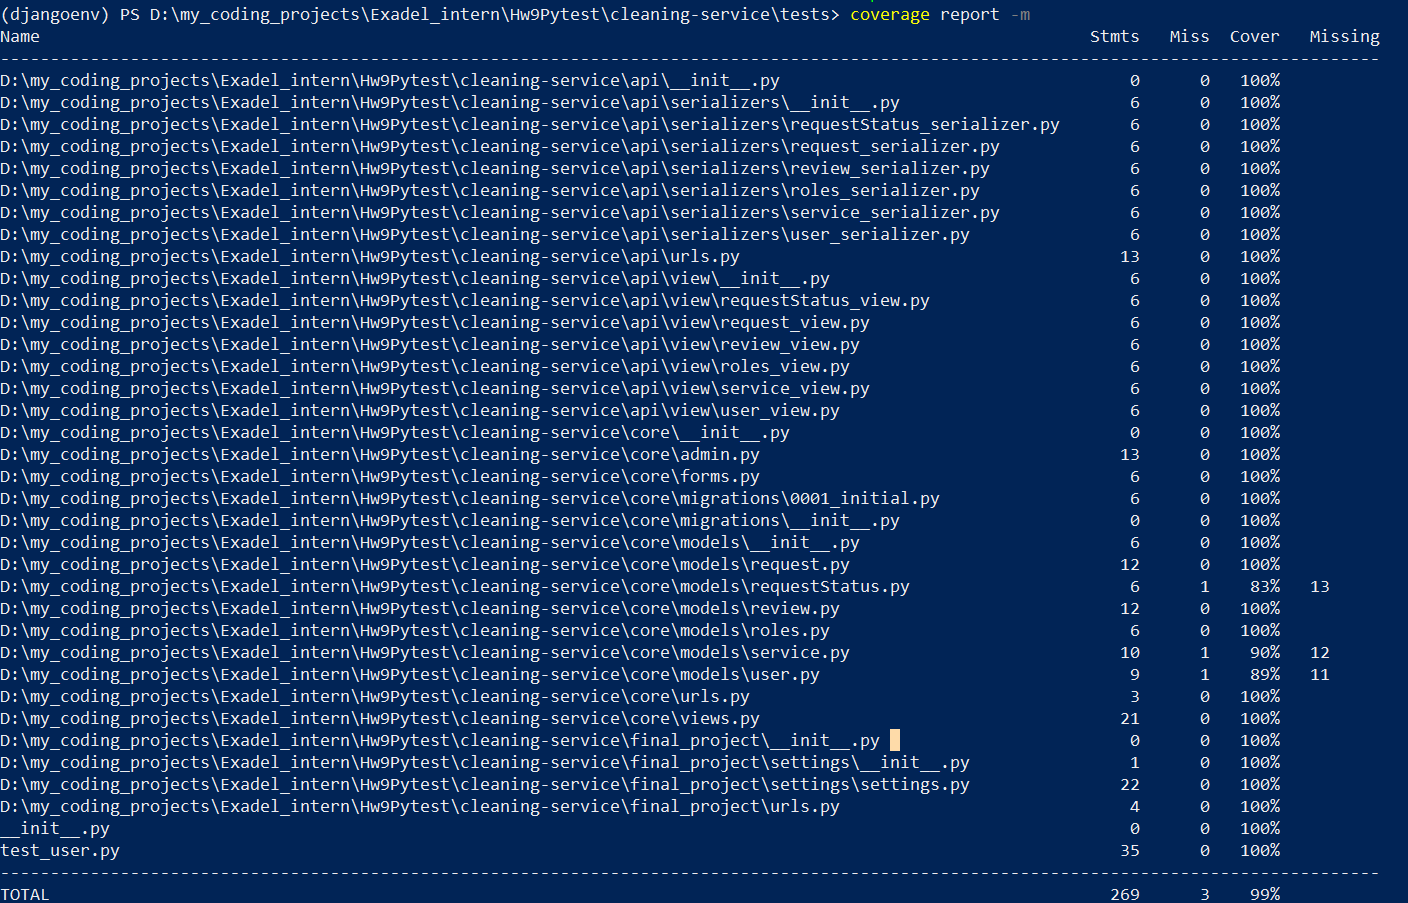 (djangoenv) PS D:\my_coding_projects\Exadel_intern\Hw9Pytest\cleaning-service\tests> coverage report -m
Name Stmts Miss Cover Missing
------------------------------------------------------------------------------------------------------------------------------------------
D:\my_coding_projects\Exadel_intern\Hw9Pytest\cleaning-service\api\__init__.py 0 0 100%
D:\my_coding_projects\Exadel_intern\Hw9Pytest\cleaning-service\api\serializers\__init__.py 6 0 100%
D:\my_coding_projects\Exadel_intern\Hw9Pytest\cleaning-service\api\serializers\requestStatus_serializer.py 6 0 100%
D:\my_coding_projects\Exadel_intern\Hw9Pytest\cleaning-service\api\serializers\request_serializer.py 6 0 100%
D:\my_coding_projects\Exadel_intern\Hw9Pytest\cleaning-service\api\serializers\review_serializer.py 6 0 100%
D:\my_coding_projects\Exadel_intern\Hw9Pytest\cleaning-service\api\serializers\roles_serializer.py 6 0 100%
D:\my_coding_projects\Exadel_intern\Hw9Pytest\cleaning-service\api\serializers\service_serializer.py 6 0 100%
D:\my_coding_projects\Exadel_intern\Hw9Pytest\cleaning-service\api\serializers\user_serializer.py 6 0 100%
D:\my_coding_projects\Exadel_intern\Hw9Pytest\cleaning-service\api\urls.py 13 0 100%
D:\my_coding_projects\Exadel_intern\Hw9Pytest\cleaning-service\api\view\__init__.py 6 0 100%
D:\my_coding_projects\Exadel_intern\Hw9Pytest\cleaning-service\api\view\requestStatus_view.py 6 0 100%
D:\my_coding_projects\Exadel_intern\Hw9Pytest\cleaning-service\api\view\request_view.py 6 0 100%
D:\my_coding_projects\Exadel_intern\Hw9Pytest\cleaning-service\api\view\review_view.py 6 0 100%
D:\my_coding_projects\Exadel_intern\Hw9Pytest\cleaning-service\api\view\roles_view.py 6 0 100%
D:\my_coding_projects\Exadel_intern\Hw9Pytest\cleaning-service\api\view\service_view.py 6 0 100%
D:\my_coding_projects\Exadel_intern\Hw9Pytest\cleaning-service\api\view\user_view.py 6 0 100%
D:\my_coding_projects\Exadel_intern\Hw9Pytest\cleaning-service\core\__init__.py 0 0 100%
D:\my_coding_projects\Exadel_intern\Hw9Pytest\cleaning-service\core\admin.py 13 0 100%
D:\my_coding_projects\Exadel_intern\Hw9Pytest\cleaning-service\core\forms.py 6 0 100%
D:\my_coding_projects\Exadel_intern\Hw9Pytest\cleaning-service\core\migrations\0001_initial.py 6 0 100%
D:\my_coding_projects\Exadel_intern\Hw9Pytest\cleaning-service\core\migrations\__init__.py 0 0 100%
D:\my_coding_projects\Exadel_intern\Hw9Pytest\cleaning-service\core\models\__init__.py 6 0 100%
D:\my_coding_projects\Exadel_intern\Hw9Pytest\cleaning-service\core\models\request.py 12 0 100%
D:\my_coding_projects\Exadel_intern\Hw9Pytest\cleaning-service\core\models\requestStatus.py 6 1 83% 13
D:\my_coding_projects\Exadel_intern\Hw9Pytest\cleaning-service\core\models\review.py 12 0 100%
D:\my_coding_projects\Exadel_intern\Hw9Pytest\cleaning-service\core\models\roles.py 6 0 100%
D:\my_coding_projects\Exadel_intern\Hw9Pytest\cleaning-service\core\models\service.py 10 1 90% 12
D:\my_coding_projects\Exadel_intern\Hw9Pytest\cleaning-service\core\models\user.py 9 1 89% 11
D:\my_coding_projects\Exadel_intern\Hw9Pytest\cleaning-service\core\urls.py 3 0 100%
D:\my_coding_projects\Exadel_intern\Hw9Pytest\cleaning-service\core\views.py 21 0 100%
D:\my_coding_projects\Exadel_intern\Hw9Pytest\cleaning-service\final_project\__init__.py 0 0 100%
D:\my_coding_projects\Exadel_intern\Hw9Pytest\cleaning-service\final_project\settings\__init__.py 1 0 100%
D:\my_coding_projects\Exadel_intern\Hw9Pytest\cleaning-service\final_project\settings\settings.py 22 0 100%
D:\my_coding_projects\Exadel_intern\Hw9Pytest\cleaning-service\final_project\urls.py 4 0 100%
__init__.py 0 0 100%
test_user.py 35 0 100%
------------------------------------------------------------------------------------------------------------------------------------------
TOTAL 269 3 99%